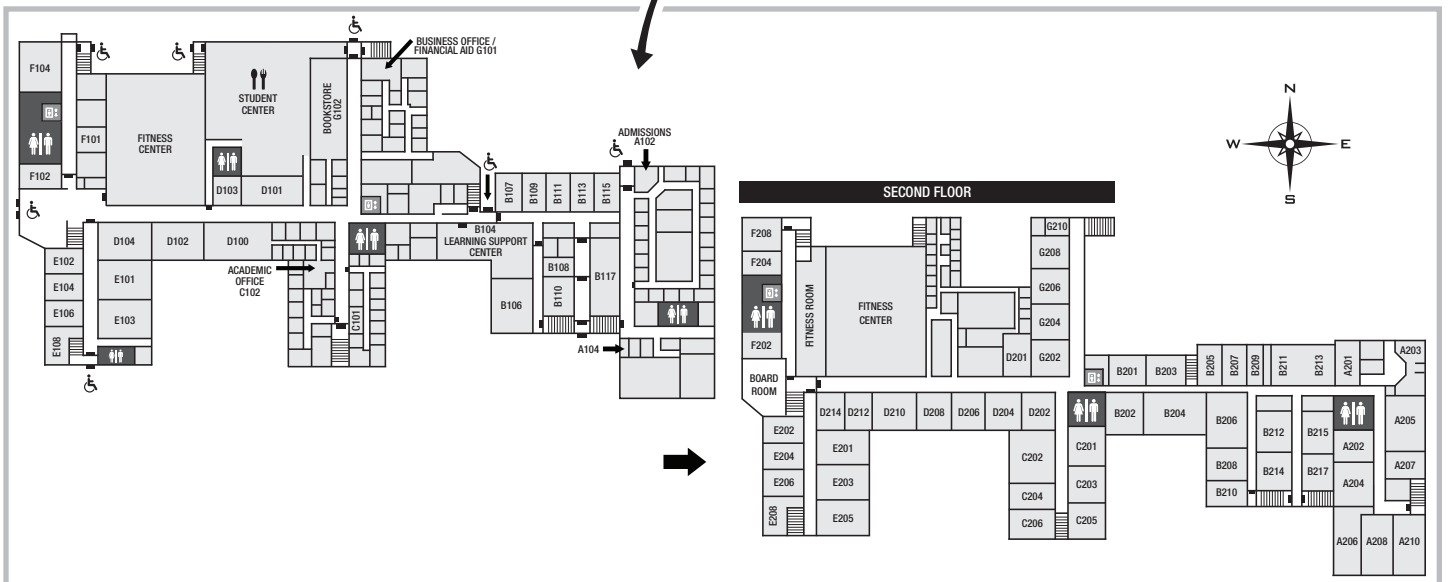 BUSINESS OFFICE /
FINANCIAL AID G101
F104
STUDENT
CENTER
BOOKSTORE
G102
F101
FITNESS
CENTER
F102
D103
D101
ADMISSIONS
A102
B107
B109
B111
B113
B115
D104
D102
D100
B104
LEARNING SUPPORT
CENTER
E102
E101
E104
ACADEMIC
OFFICE
C102
B108
B117
E106
E103
C101
B106
B110
E108
A104
N
W
E
S
SECOND FLOOR
F208
G210
F204
G208
FITNESS ROOM
FITNESS
CENTER
G206
G204
F202
D201
G202
BOARD
ROOM
B201
B203
B205
B207
B209
B211
B213
A201
A203
D214
D212
D210
D208
D206
D204
D202
B202
B204
E202
E201
C202
C201
B206
B212
B215
A202
A205
E204
E206
E203
C204
C203
B208
B214
B217
A204
A207
B210
E208
E205
C206
C205
A206
A208
A210